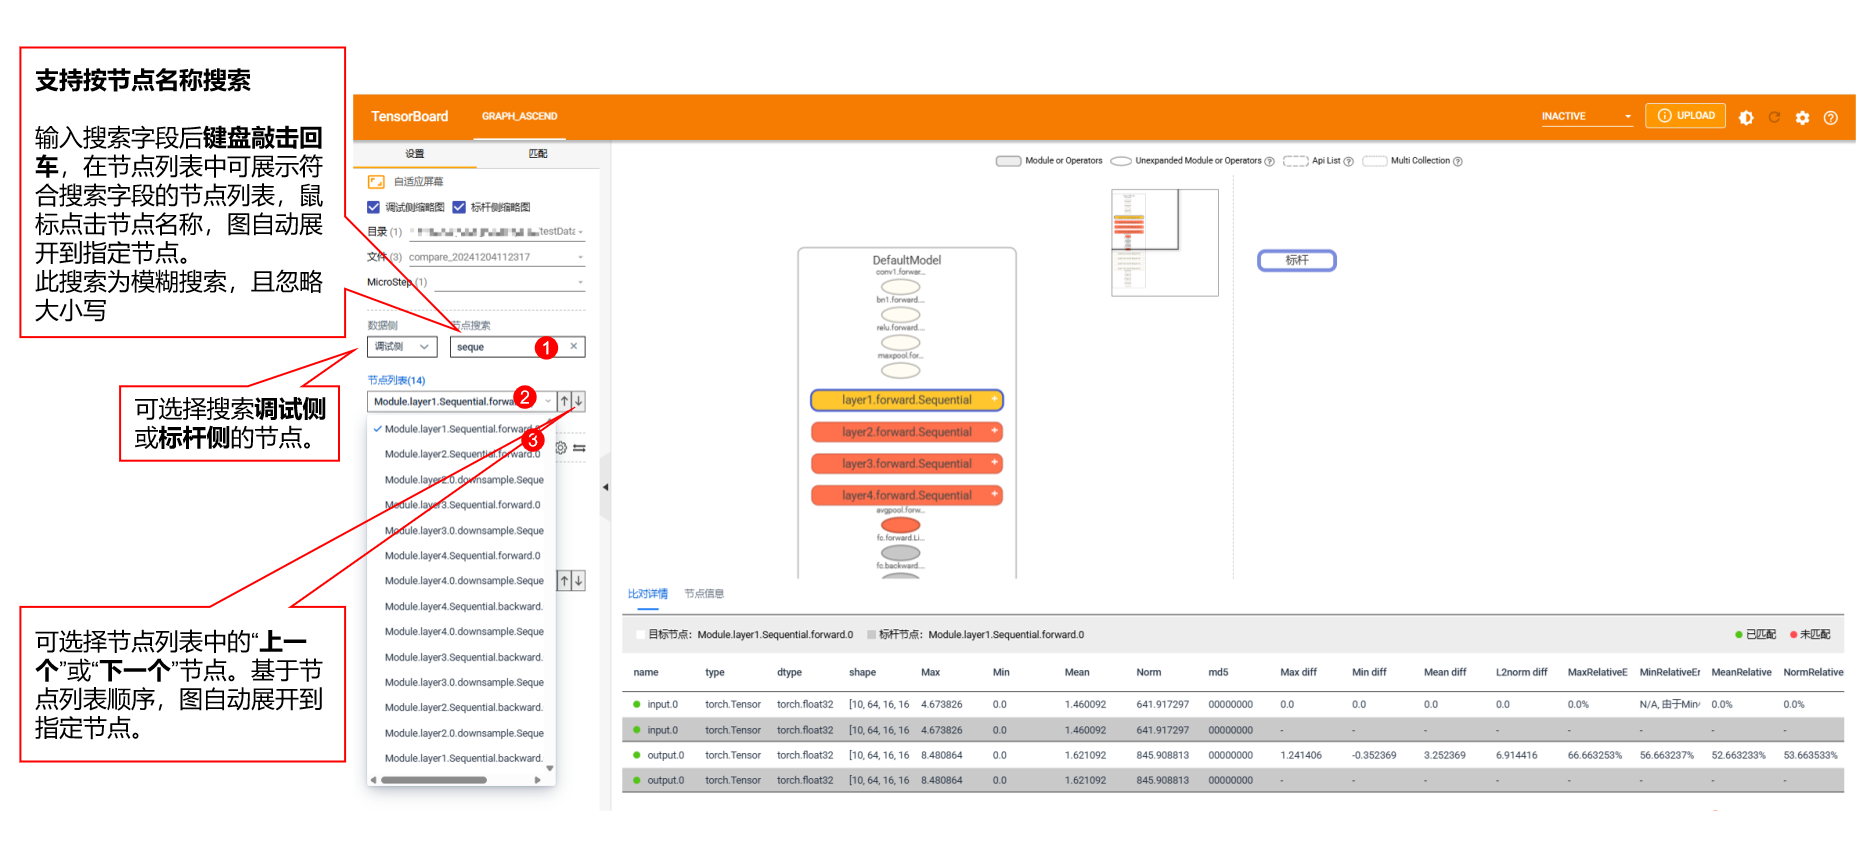 支持按节点名称搜索
输入搜索字段后键盘敲击回
车，在节点列表中可展示符
合搜索字段的节点列表，鼠
标点击节点名称，图自动展
开到指定节点。
此搜索为模糊搜索，且忽略
大小写
可选择搜索调试侧
或标杆侧的节点。
可选择节点列表中的“上一
个”或“下一个”节点。基于节
点列表顺序，图自动展开到
指定节点。
TensorBoard GRAPH_ASCEND INACTIVE UPLOAD
设置 匹配
自适应屏幕
调试侧缩略图 标杆侧缩略图
目录 (1) testData
文件 (3) compare_20241204112317
MicroStep (1)
数据侧 节点搜索
调试侧 seque 1 ×
节点列表(14)
Module.layer1.Sequential.forwa 2
Module.layer1.Sequential.forward.0
3
Module.layer2.Sequential.forward.0
Module.layer2.0.downsample.Seque
Module.layer3.Sequential.forward.0
Module.layer3.0.downsample.Seque
Module.layer4.Sequential.forward.0
Module.layer4.0.downsample.Seque
Module.layer4.Sequential.backward.
Module.layer4.0.downsample.Seque
Module.layer3.Sequential.backward.
Module.layer3.0.downsample.Seque
Module.layer2.Sequential.backward.
Module.layer2.0.downsample.Seque
Module.layer1.Sequential.backward.
Module or Operators Unexpanded Module or Operators Api List Multi Collection
DefaultModel
conv1.forwar...
bn1.forward....
relu.forward....
maxpool.for...
layer1.forward.Sequential +
layer2.forward.Sequential +
layer3.forward.Sequential +
layer4.forward.Sequential +
avgpool.forw...
fc.forward.Li...
fc.backward....
标杆
比对详情 节点信息
目标节点：Module.layer1.Sequential.forward.0 标杆节点：Module.layer1.Sequential.forward.0 已匹配 未匹配
name type dtype shape Max Min Mean Norm md5 Max diff Min diff Mean diff L2norm diff MaxRelativeE MinRelativeEr MeanRelative NormRelative
input.0 torch.Tensor torch.float32 [10, 64, 16, 16 4.673826 0.0 1.460092 641.917297 00000000 0.0 0.0 0.0 0.0 0.0% N/A, 由于Min 0.0% 0.0%
input.0 torch.Tensor torch.float32 [10, 64, 16, 16 4.673826 0.0 1.460092 641.917297 00000000 - - - - - - - -
output.0 torch.Tensor torch.float32 [10, 64, 16, 16 8.480864 0.0 1.621092 845.908813 00000000 1.241406 -0.352369 3.252369 6.914416 66.663253% 56.663237% 52.663233% 53.663533%
output.0 torch.Tensor torch.float32 [10, 64, 16, 16 8.480864 0.0 1.621092 845.908813 00000000 - - - - - - - -